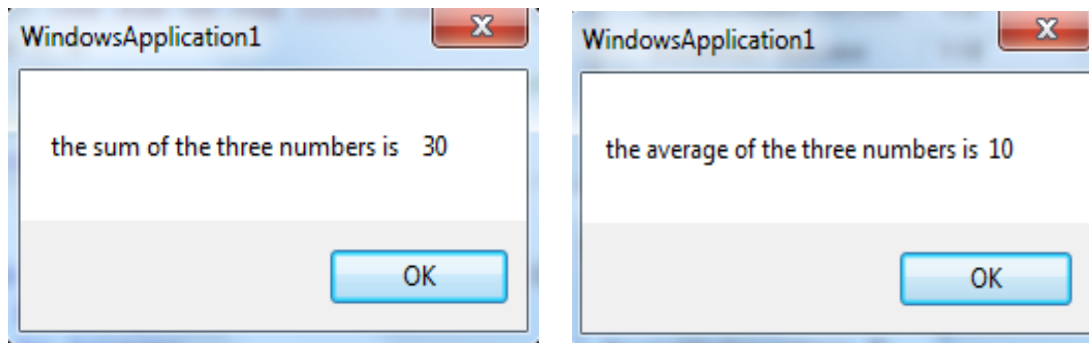 WindowsApplication1
the sum of the three numbers is 30
OK
WindowsApplication1
the average of the three numbers is 10
OK